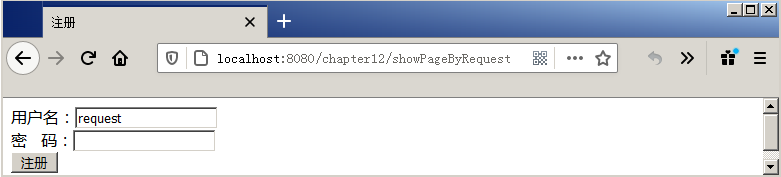 注册
localhost:8080/chapter12/showPageByRequest
用户名：request
密 码：
注册